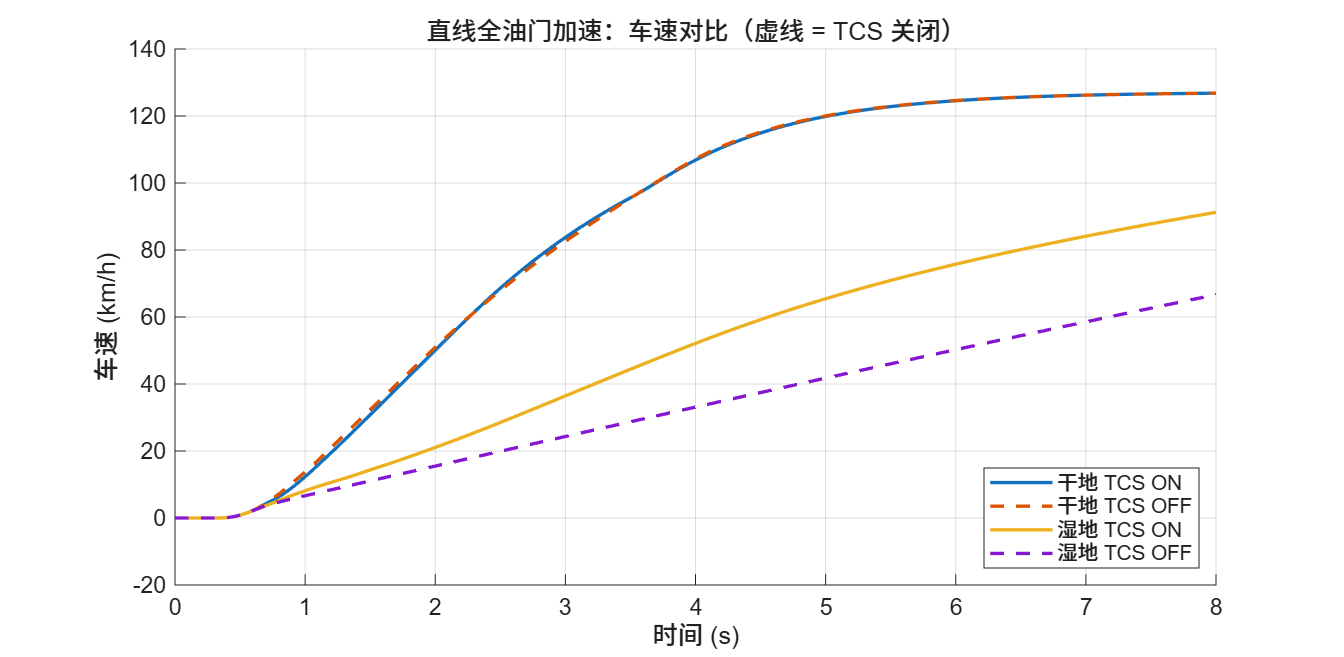 直线全油门加速：车速对比（虚线 = TCS 关闭）
140
120
100
80
60
40
20
0
-20
车速 (km/h)
0 1 2 3 4 5 6 7 8
时间 (s)
干地 TCS ON
干地 TCS OFF
湿地 TCS ON
湿地 TCS OFF